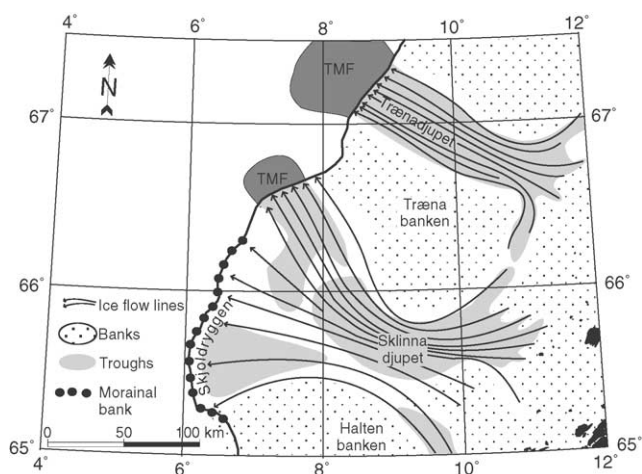 4° 6° 8° 10° 12°
N
TMF
67° 67°
Trænadjupet
TMF
Træna
banken
66° 66°
Ice flow lines
Banks
Troughs
Morainal
bank
Skjoldryggen
Sklinna
djupet
Halten
banken
0 50 100 km
65° 65°
4° 6° 8° 10° 12°